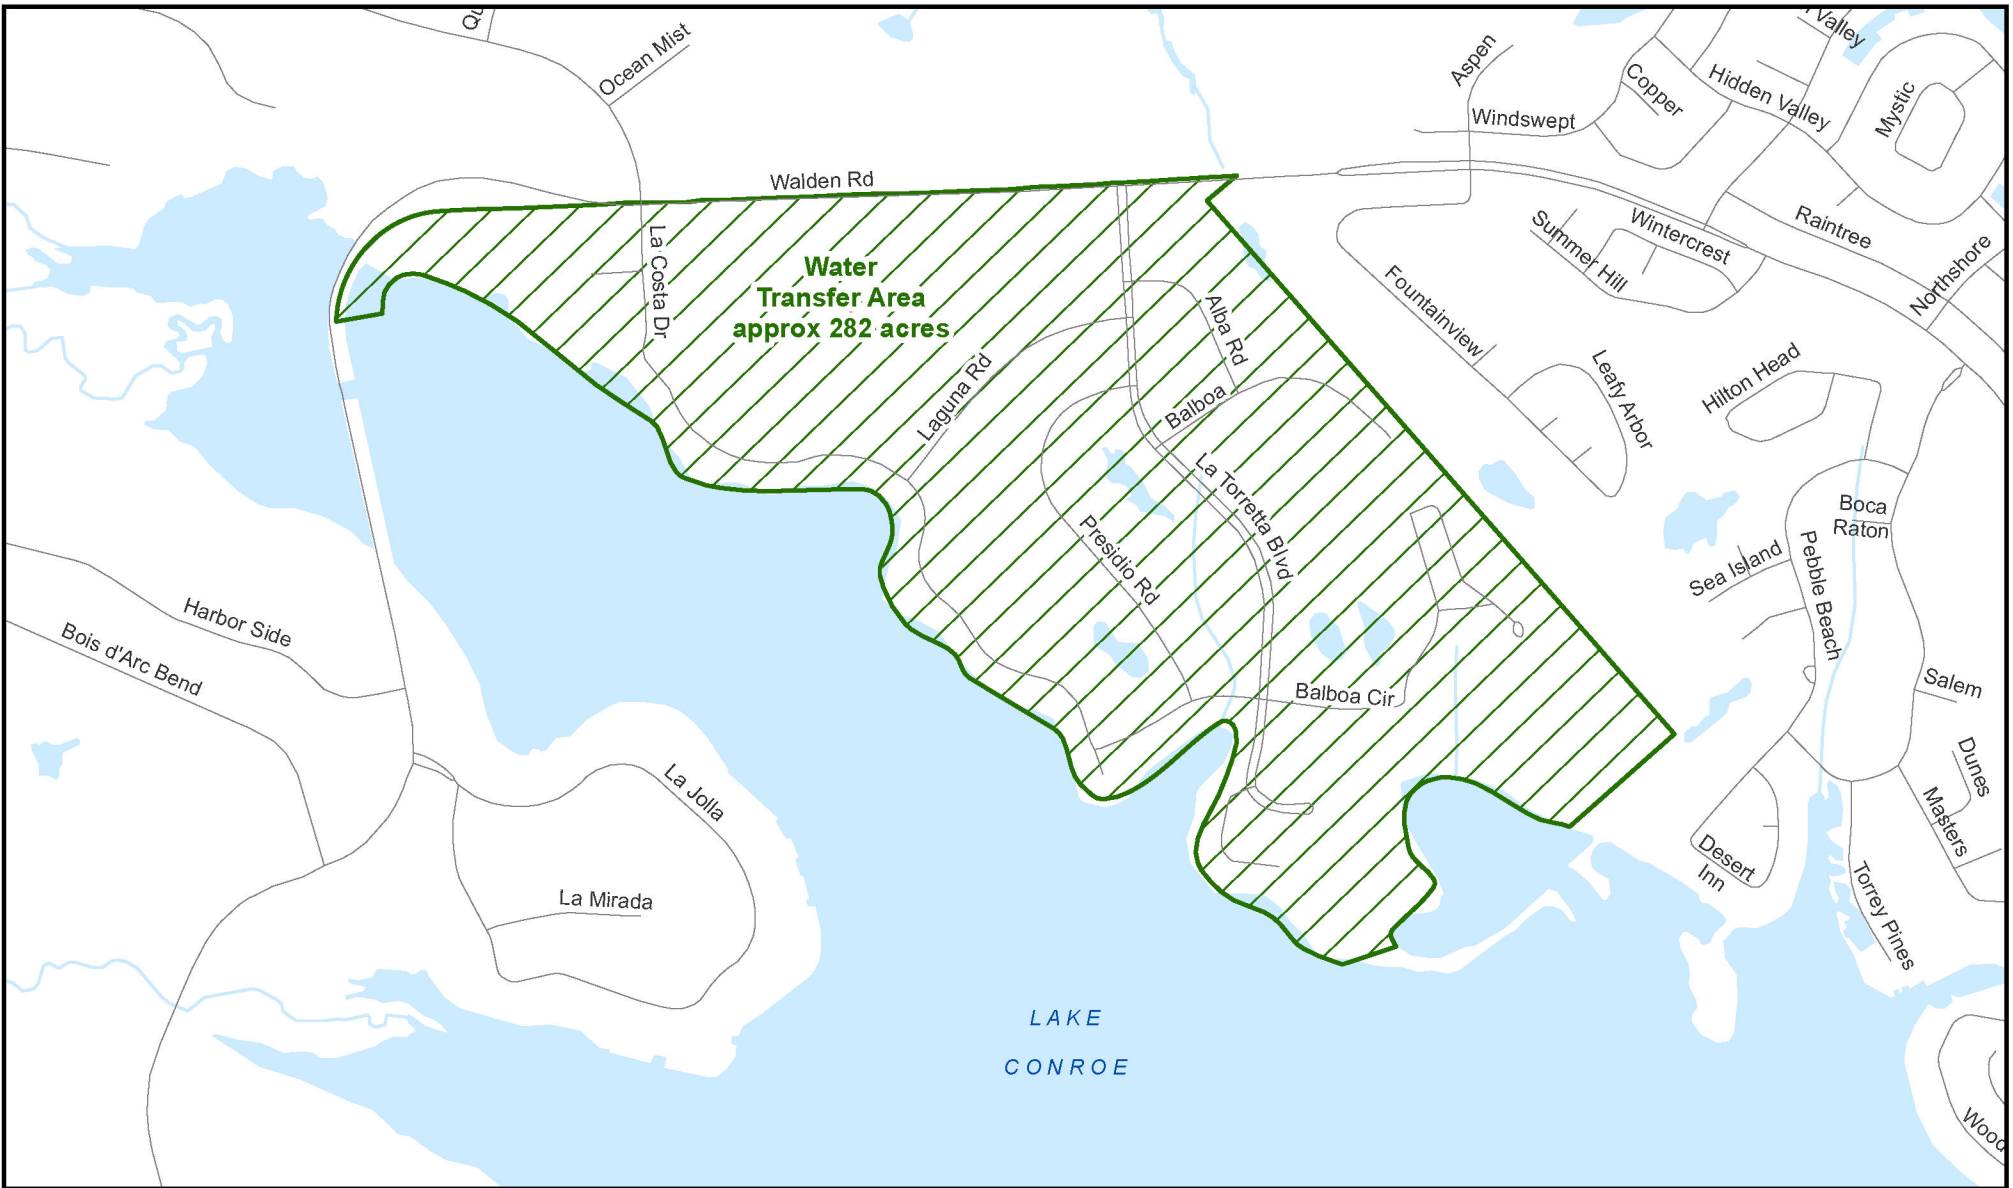 Ocean Mist
Walden Rd
La Costa Dr
Water
Transfer Area
approx 282 acres
Laguna Rd
Alba Rd
Balboa
La Torretta Blvd
Presidio Rd
Balboa Cir
Aspen
Windswept
Copper
Hidden Valley
Valley
Mystic
Raintree
Northshore
Summer Hill
Wintercrest
Fountainview
Leafy Arbor
Hilton Head
Boca
Raton
Sea Island
Pebble Beach
Salem
Dunes
Masters
Desert
Inn
Torrey Pines
Harbor Side
Bois d'Arc Bend
La Jolla
La Mirada
LAKE
CONROE
Wood